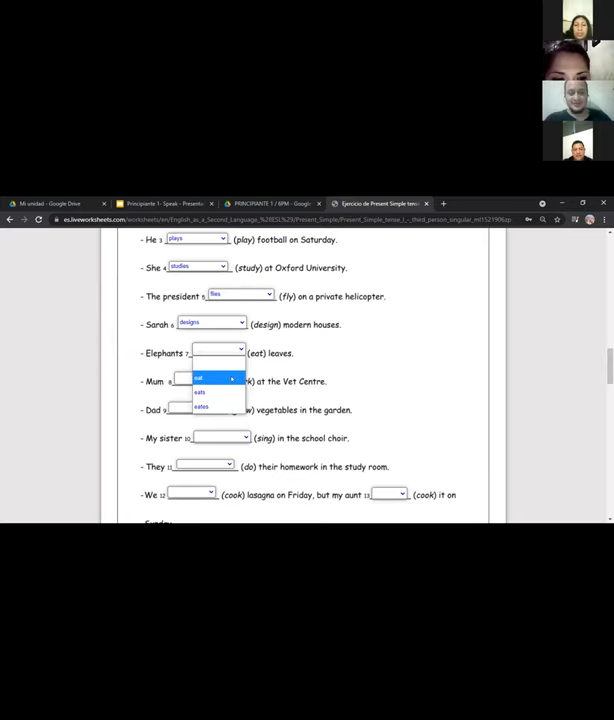 Mi unidad - Google Drive
Principiante 1- Speak - Presenta
PRINCIPIANTE 1 / 6PM - Google
Ejercicio de Present Simple tens
es.liveworksheets.com/worksheets/en/English_as_a_Second_Language_%28ESL%29/Present_Simple/Present_Simple_tense_(_-_third_person_singular_ml1521906zp
- He 3 plays (play) football on Saturday.
- She 4 studies (study) at Oxford University.
- The president 5 flies (fly) on a private helicopter.
- Sarah 6 designs (design) modern houses.
- Elephants 7 (eat) leaves.
eat
- Mum 8 k) at the Vet Centre.
eats
eates
- Dad 9 w) vegetables in the garden.
- My sister 10 (sing) in the school choir.
- They 11 (do) their homework in the study room.
- We 12 (cook) lasagna on Friday, but my aunt 13 (cook) it on
Sunday